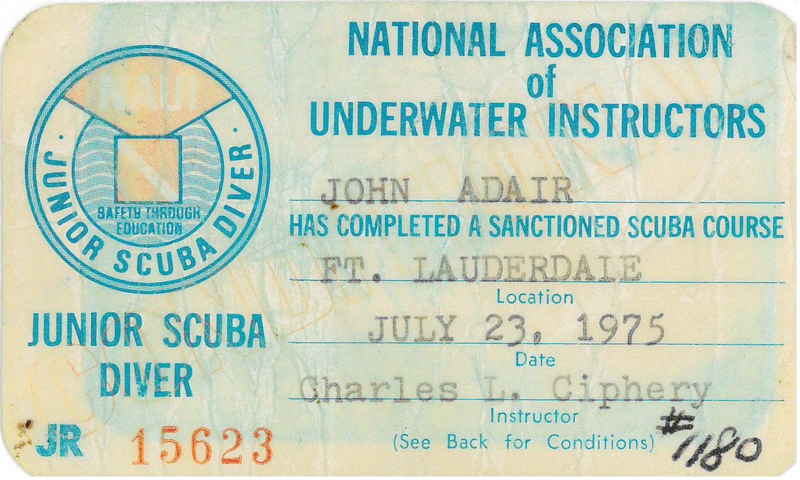 NATIONAL ASSOCIATION
of
UNDERWATER INSTRUCTORS
NAUI
SAFETY THROUGH
EDUCATION
· JUNIOR SCUBA DIVER ·
JUNIOR SCUBA
DIVER
JR 15623
JOHN ADAIR
HAS COMPLETED A SANCTIONED SCUBA COURSE
FT. LAUDERDALE
Location
JULY 23, 1975
Date
Charles L. Ciphery
Instructor
(See Back for Conditions)
#1180